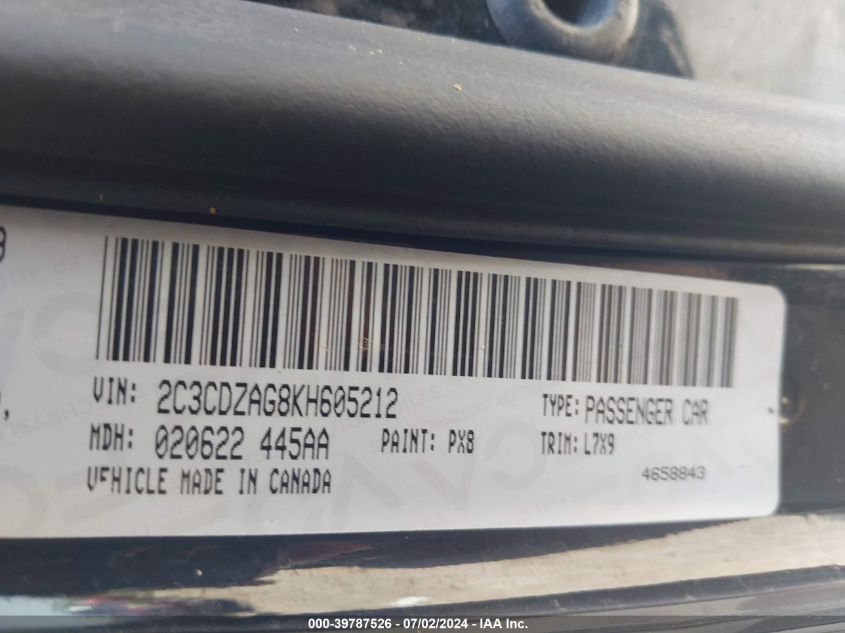 VIN: 2C3CDZAG8KH605212 TYPE: PASSENGER CAR
MDH: 020622 445AA PAINT: PX8 TRIM: L7X9
VEHICLE MADE IN CANADA 4658843
000-39787526 - 07/02/2024 - IAA Inc.